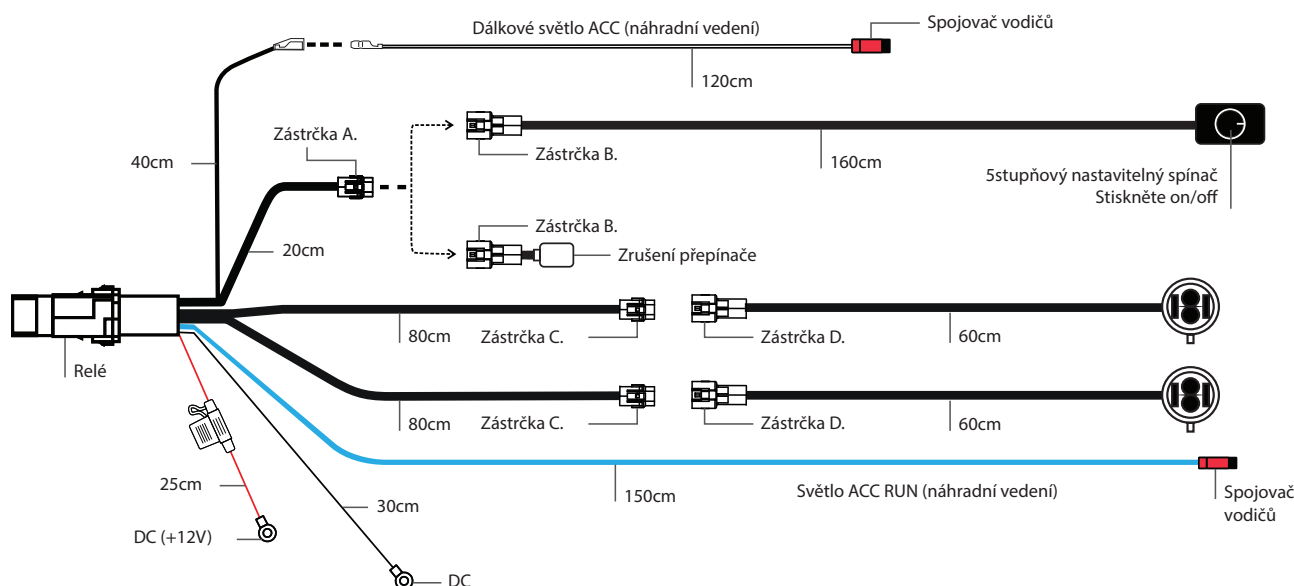 Dálkové světlo ACC (náhradní vedení)
Spojovač vodičů
120cm
Zástrčka A.
40cm
Zástrčka B.
160cm
5stupňový nastavitelný spínač
Stiskněte on/off
Zástrčka B.
20cm
Zrušení přepínače
80cm
Zástrčka C.
Zástrčka D.
60cm
Relé
80cm
Zástrčka C.
Zástrčka D.
60cm
25cm
30cm
150cm
Světlo ACC RUN (náhradní vedení)
Spojovač
vodičů
DC (+12V)
DC